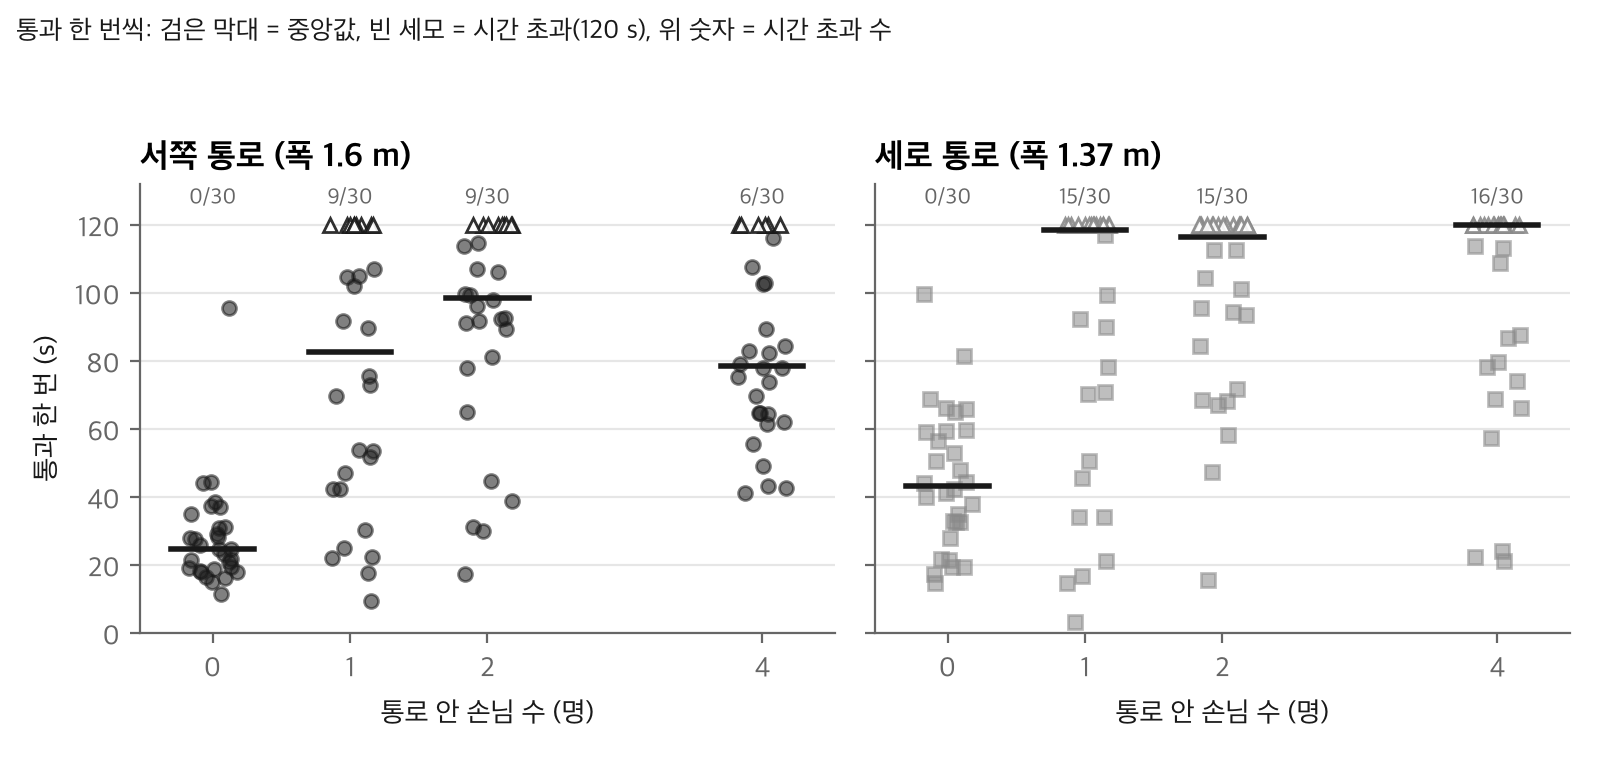 통과 한 번씩: 검은 막대 = 중앙값, 빈 세모 = 시간 초과(120 s), 위 숫자 = 시간 초과 수
서쪽 통로 (폭 1.6 m)
0/30 9/30 9/30 6/30
120
100
80
60
40
20
0
통과 한 번 (s)
0 1 2 4
통로 안 손님 수 (명)
세로 통로 (폭 1.37 m)
0/30 15/30 15/30 16/30
0 1 2 4
통로 안 손님 수 (명)